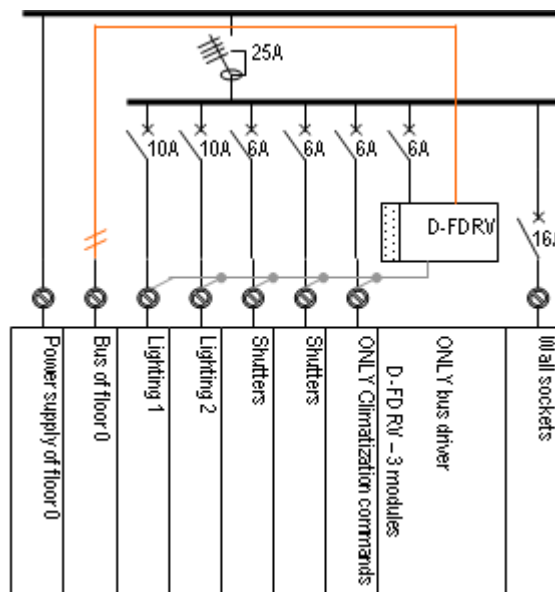 25A
10A
10A
6A
6A
6A
6A
D-FDRV
16A
Power supply of floor 0
Bus of floor 0
Lighting 1
Lighting 2
Shutters
Shutters
ONLY Climatization commands
D-FDRV – 3 modules
ONLY bus driver
Wall sockets